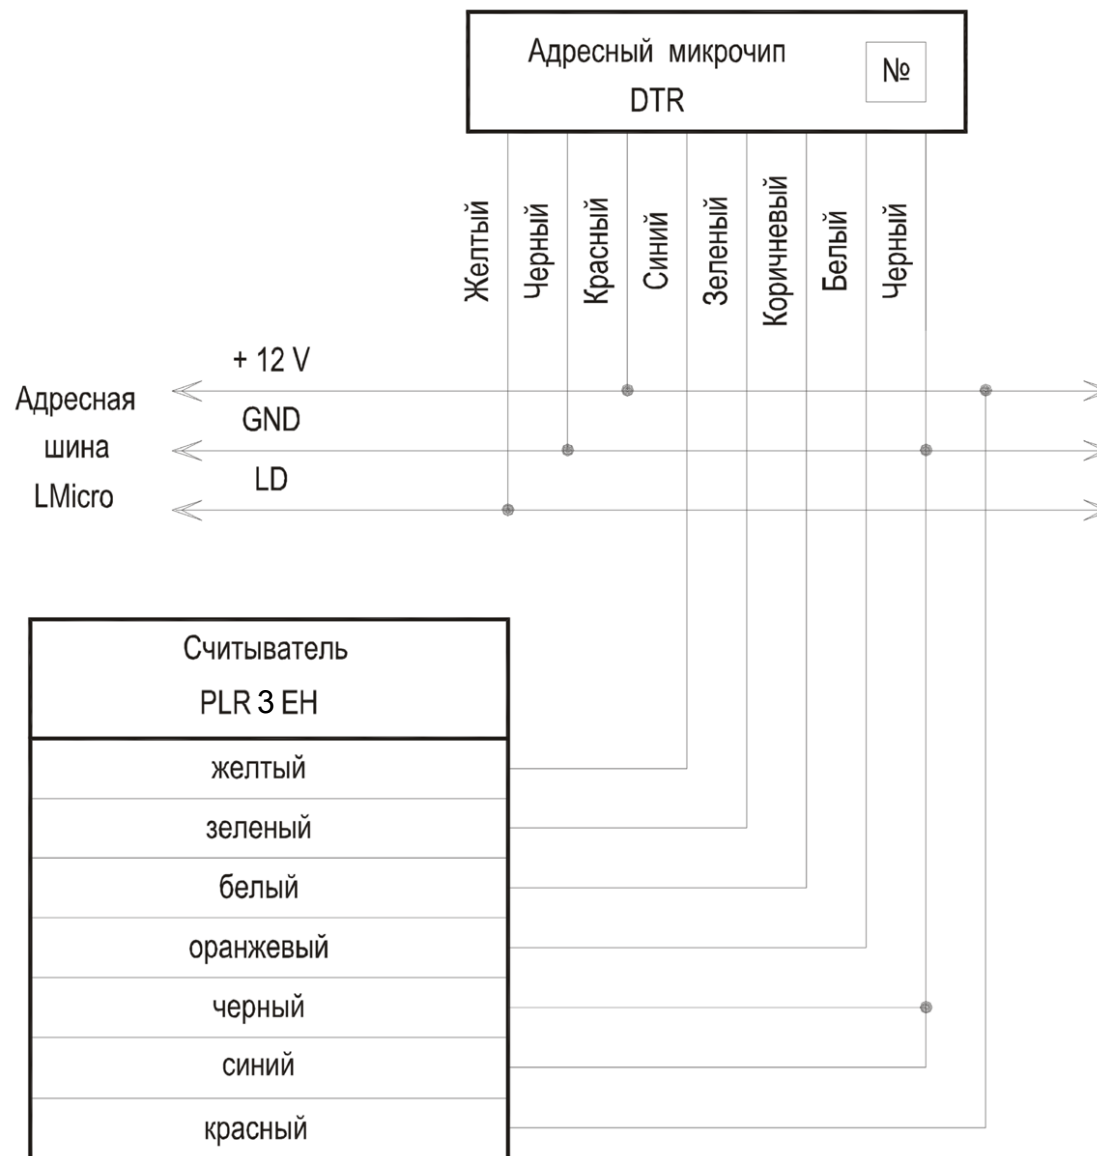 Адресный микрочип
DTR
№
Желтый
Черный
Красный
Синий
Зеленый
Коричневый
Белый
Черный
+ 12 V
GND
LD
Адресная
шина
LMicro
Считыватель
PLR 3 EH
желтый
зеленый
белый
оранжевый
черный
синий
красный